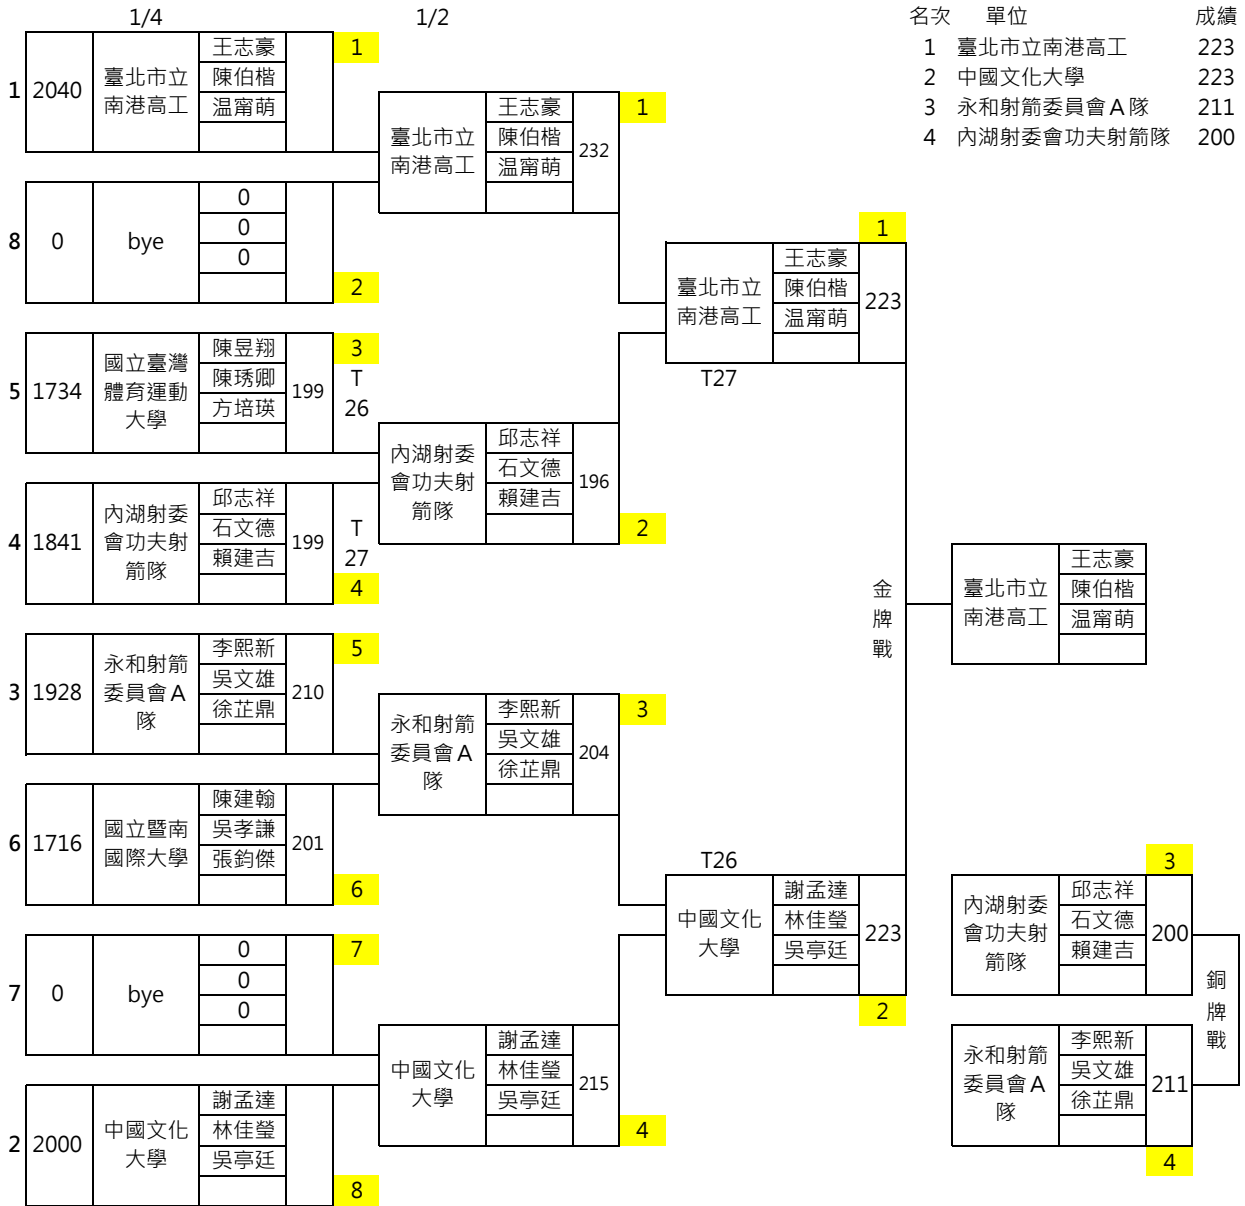 1/4
1/2
名次 單位 成績
1 臺北市立南港高工 223
2 中國文化大學 223
3 永和射箭委員會A隊 211
4 內湖射委會功夫射箭隊 200
1 2040
臺北市立
南港高工
王志豪
陳伯楷
温甯萌
1
8 0 bye
0
0
0
2
5 1734
國立臺灣
體育運動
大學
陳昱翔
陳琇卿
方培瑛
199
3
T
26
4 1841
內湖射委
會功夫射
箭隊
邱志祥
石文德
賴建吉
199
T
27
4
3 1928
永和射箭
委員會A
隊
李熙新
吳文雄
徐芷鼎
210
5
6 1716
國立暨南
國際大學
陳建翰
吳孝謙
張鈞傑
201
6
7 0 bye
0
0
0
7
2 2000
中國文化
大學
謝孟達
林佳瑩
吳亭廷
8
臺北市立
南港高工
王志豪
陳伯楷
温甯萌
232
1
內湖射委
會功夫射
箭隊
邱志祥
石文德
賴建吉
196
2
永和射箭
委員會A
隊
李熙新
吳文雄
徐芷鼎
204
3
中國文化
大學
謝孟達
林佳瑩
吳亭廷
215
4
1
臺北市立
南港高工
王志豪
陳伯楷
温甯萌
223
T27
金
牌
戰
T26
中國文化
大學
謝孟達
林佳瑩
吳亭廷
223
2
臺北市立
南港高工
王志豪
陳伯楷
温甯萌
3
內湖射委
會功夫射
箭隊
邱志祥
石文德
賴建吉
200
銅
牌
戰
永和射箭
委員會A
隊
李熙新
吳文雄
徐芷鼎
211
4